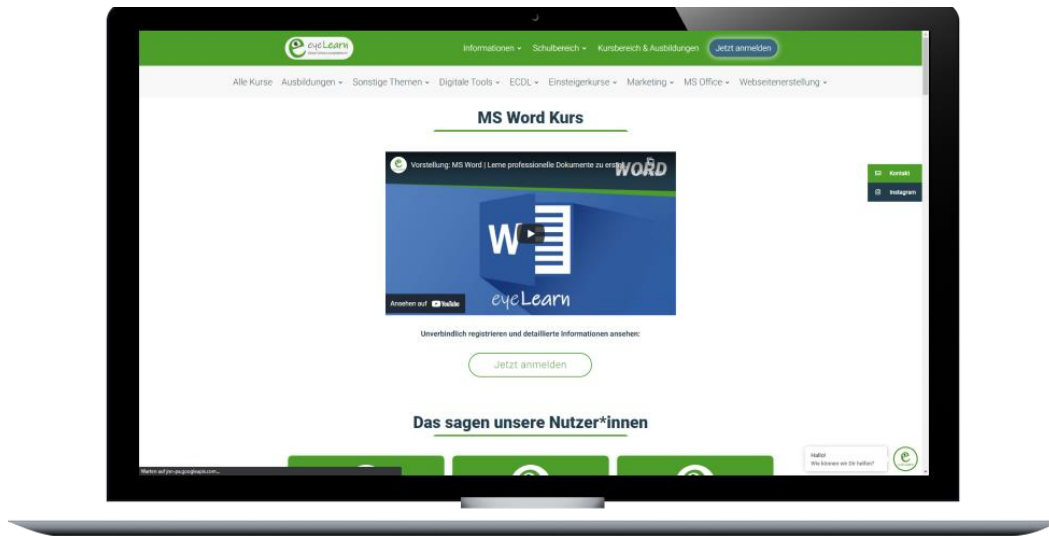 eyeLearn
Informationen Schulbereich Kursbereich & Ausbildungen Jetzt anmelden
Alle Kurse Ausbildungen Sonstige Themen Digitale Tools ECDL Einsteigerkurse Marketing MS Office Webseitenerstellung
MS Word Kurs
Vorstellung: MS Word | Lerne professionelle Dokumente zu
WORD
W
Ansehen auf YouTube
eyeLearn
Kontakt
Instagram
Unverbindlich registrieren und detaillierte Informationen ansehen:
Jetzt anmelden
Das sagen unsere Nutzer*innen
Hallo!
Wie können wir Dir helfen?